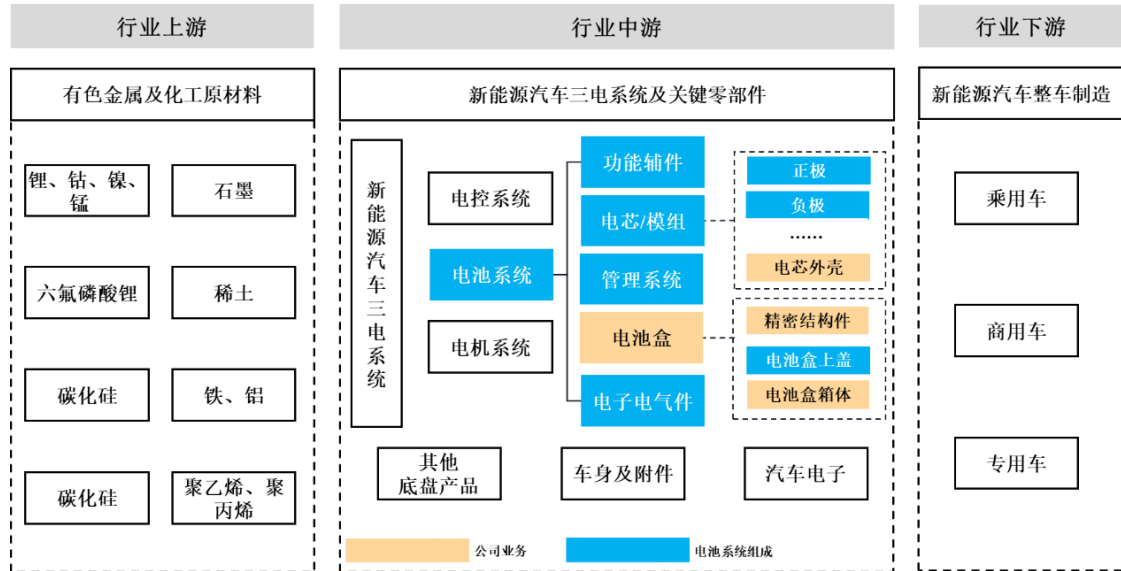 行业上游
行业中游
行业下游
有色金属及化工原材料
新能源汽车三电系统及关键零部件
新能源汽车整车制造
锂、钴、镍、
锰
石墨
六氟磷酸锂
稀土
碳化硅
铁、铝
碳化硅
聚乙烯、聚
丙烯
新能源汽车三电系统
电控系统
电池系统
电机系统
功能辅件
电芯/模组
管理系统
电池盒
电子电气件
正极
负极
······
电芯外壳
精密结构件
电池盒上盖
电池盒箱体
其他
底盘产品
车身及附件
汽车电子
公司业务
电池系统组成
乘用车
商用车
专用车